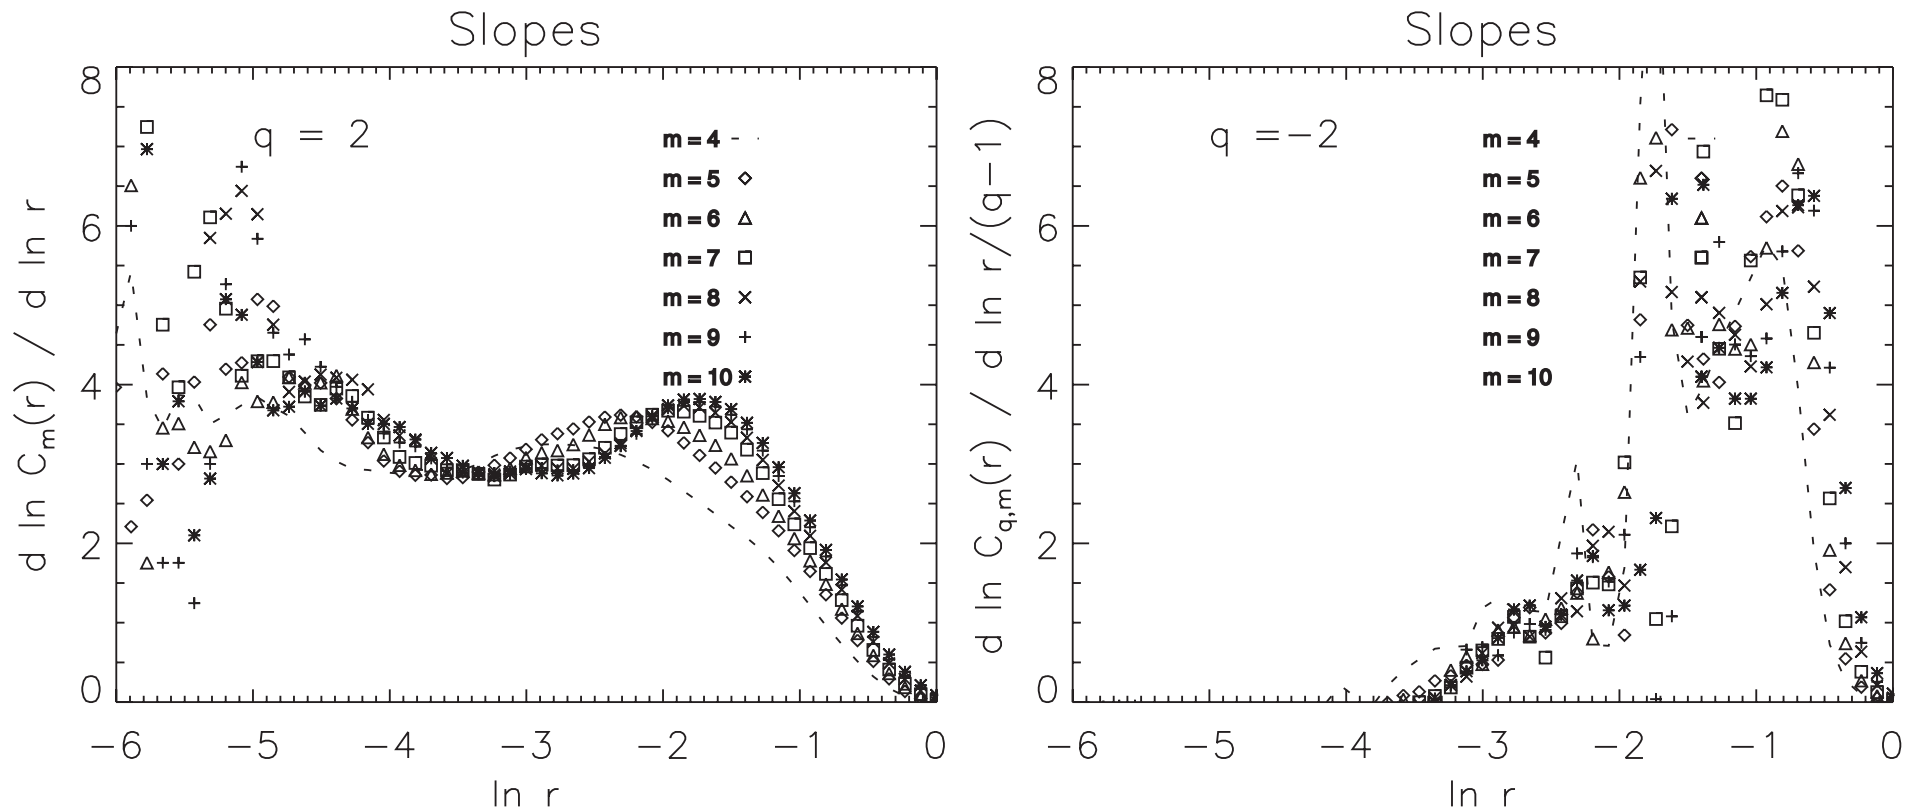 Slopes
8
6
4
2
0
d ln C_m(r) / d ln r
q = 2
m=4
m=5
m=6
m=7
m=8
m=9
m=10
-6 -5 -4 -3 -2 -1 0
ln r
Slopes
8
6
4
2
0
d ln C_q,m(r) / d ln r/(q-1)
q =-2
m=4
m=5
m=6
m=7
m=8
m=9
m=10
-6 -5 -4 -3 -2 -1 0
ln r